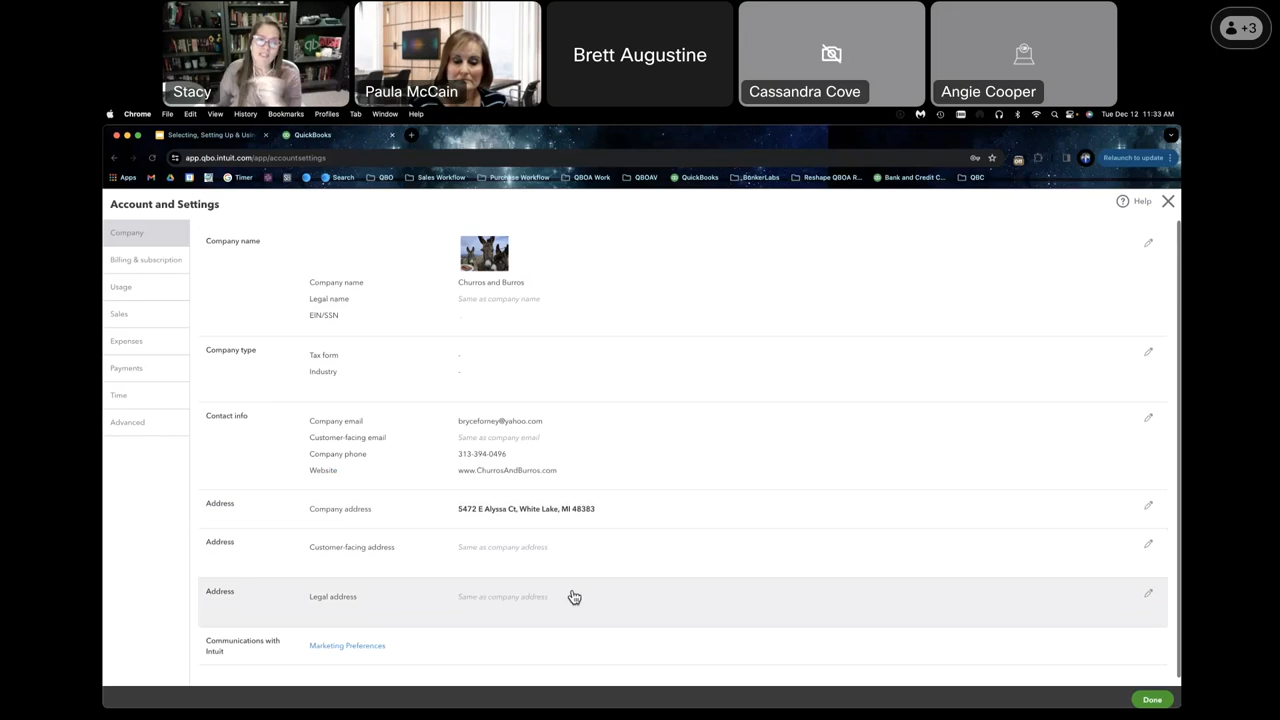 Stacy
Paula McCain
Brett Augustine
Cassandra Cove
Angie Cooper
+3
Chrome File Edit View History Bookmarks Profiles Tab Window Help
Tue Dec 12 11:33 AM
Selecting, Setting Up & Usin
QuickBooks
app.qbo.intuit.com/app/accountsettings
Relaunch to update
Apps
Timer
Search
QBO
Sales Workflow
Purchase Workflow
QBOA Work
QBOAV
QuickBooks
BonkerLabs
Reshape QBOA R...
Bank and Credit C...
QBC
Account and Settings
Help
Company
Billing & subscription
Usage
Sales
Expenses
Payments
Time
Advanced
Company name
Company name Churros and Burros
Legal name Same as company name
EIN/SSN
Company type
Tax form -
Industry -
Contact info
Company email bryceforney@yahoo.com
Customer-facing email Same as company email
Company phone 313-394-0496
Website www.ChurrosAndBurros.com
Address
Company address 5472 E Alyssa Ct, White Lake, MI 48383
Address
Customer-facing address Same as company address
Address
Legal address Same as company address
Communications with
Intuit
Marketing Preferences
Done